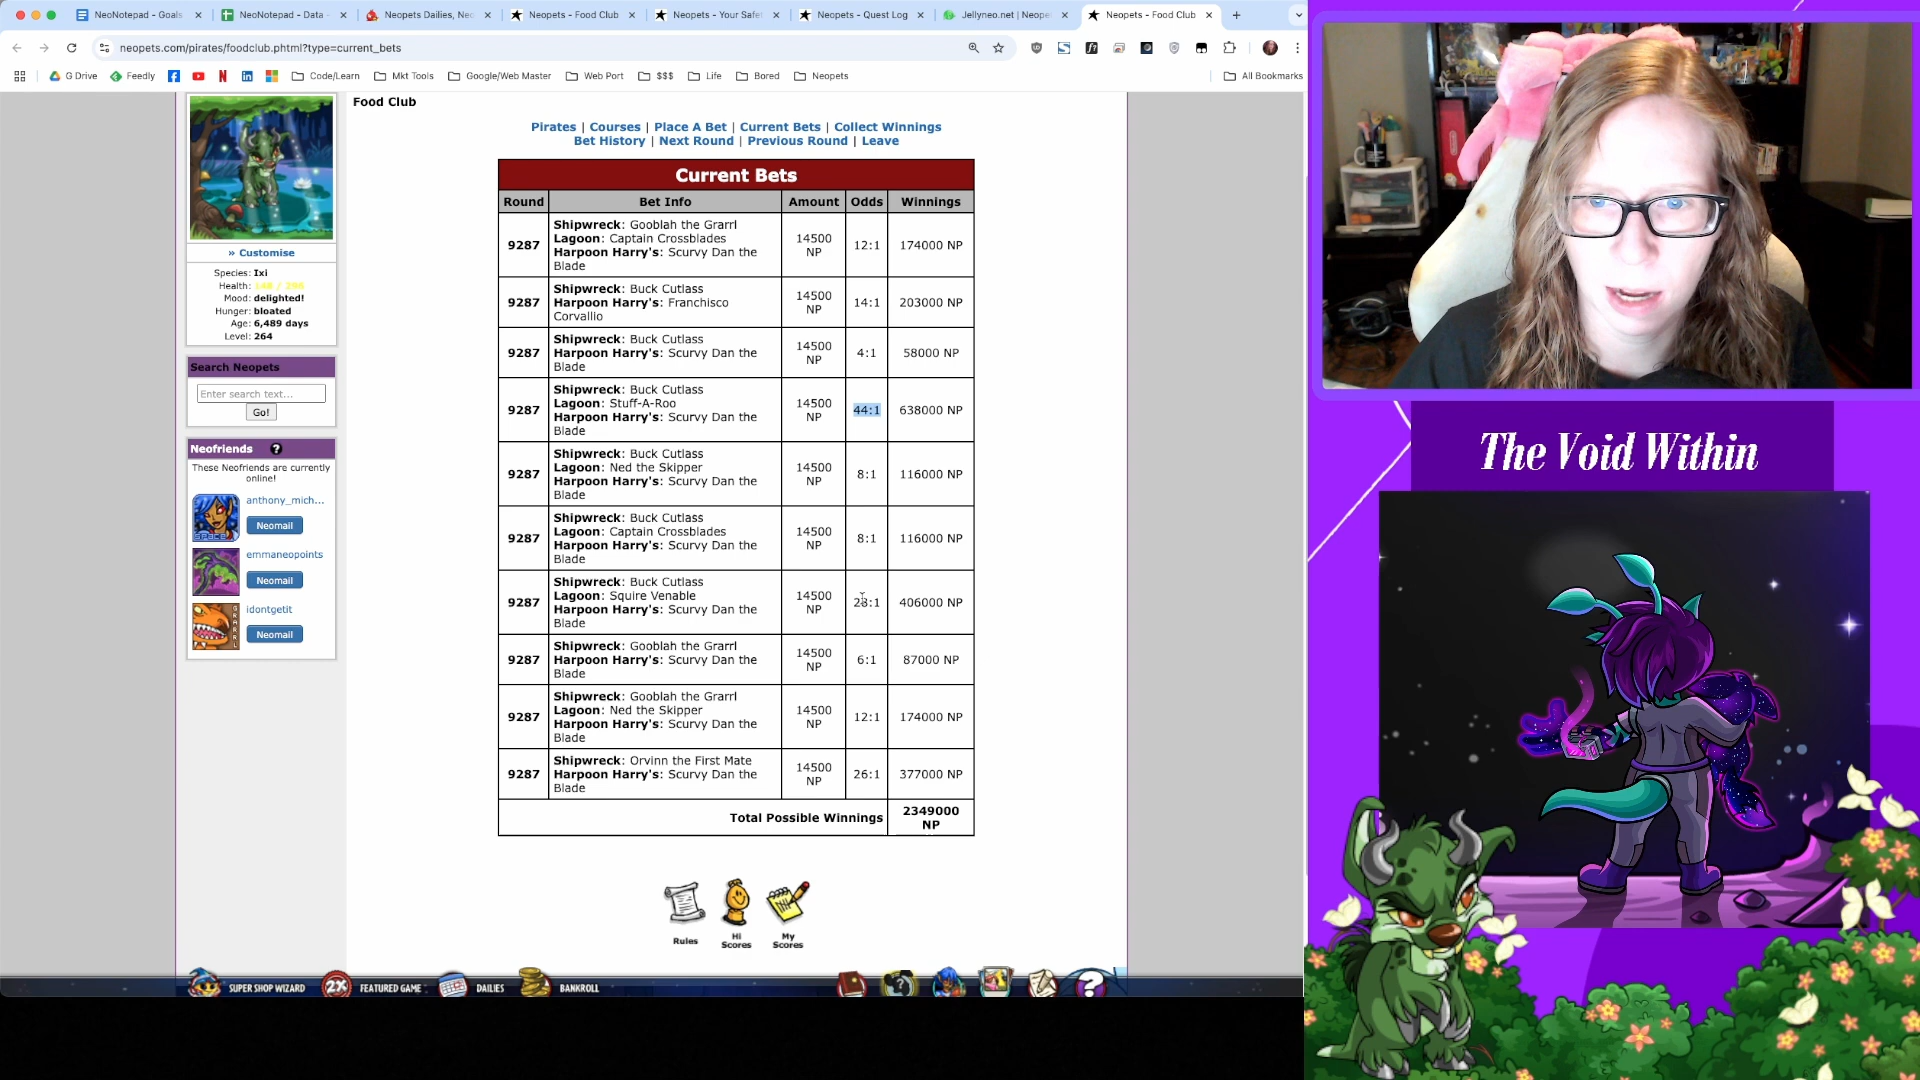 NeoNotepad - Goals
NeoNotepad - Data -
Neopets Dailies, Neo
Neopets - Food Club
Neopets - Your Safe
Neopets - Quest Log
Jellyneo.net | Neope
Neopets - Food Club
neopets.com/pirates/foodclub.phtml?type=current_bets
G Drive
Feedly
Code/Learn
Mkt Tools
Google/Web Master
Web Port
$$$
Life
Bored
Neopets
All Bookmarks
Food Club
Pirates | Courses | Place A Bet | Current Bets | Collect Winnings
Bet History | Next Round | Previous Round | Leave
» Customise
Species: Ixi
Health: 148 / 298
Mood: delighted!
Hunger: bloated
Age: 6,489 days
Level: 264
Search Neopets
Enter search text...
Go!
Neofriends ?
These Neofriends are currently
online!
anthony_mich...
Neomail
emmaneopoints
Neomail
idontgetit
Neomail
Current Bets
Round Bet Info Amount Odds Winnings
9287 Shipwreck: Gooblah the Grarrl
Lagoon: Captain Crossblades
Harpoon Harry's: Scurvy Dan the
Blade
14500
NP
12:1 174000 NP
9287 Shipwreck: Buck Cutlass
Harpoon Harry's: Franchisco
Corvallio
14500
NP
14:1 203000 NP
9287 Shipwreck: Buck Cutlass
Harpoon Harry's: Scurvy Dan the
Blade
14500
NP
4:1 58000 NP
9287 Shipwreck: Buck Cutlass
Lagoon: Stuff-A-Roo
Harpoon Harry's: Scurvy Dan the
Blade
14500
NP
44:1 638000 NP
9287 Shipwreck: Buck Cutlass
Lagoon: Ned the Skipper
Harpoon Harry's: Scurvy Dan the
Blade
14500
NP
8:1 116000 NP
9287 Shipwreck: Buck Cutlass
Lagoon: Captain Crossblades
Harpoon Harry's: Scurvy Dan the
Blade
14500
NP
8:1 116000 NP
9287 Shipwreck: Buck Cutlass
Lagoon: Squire Venable
Harpoon Harry's: Scurvy Dan the
Blade
14500
NP
28:1 406000 NP
9287 Shipwreck: Gooblah the Grarrl
Harpoon Harry's: Scurvy Dan the
Blade
14500
NP
6:1 87000 NP
9287 Shipwreck: Gooblah the Grarrl
Lagoon: Ned the Skipper
Harpoon Harry's: Scurvy Dan the
Blade
14500
NP
12:1 174000 NP
9287 Shipwreck: Orvinn the First Mate
Harpoon Harry's: Scurvy Dan the
Blade
14500
NP
26:1 377000 NP
Total Possible Winnings 2349000
NP
Rules
Hi
Scores
My
Scores
SUPER SHOP WIZARD
2X FEATURED GAME
DAILIES
BANKROLL
The Void Within